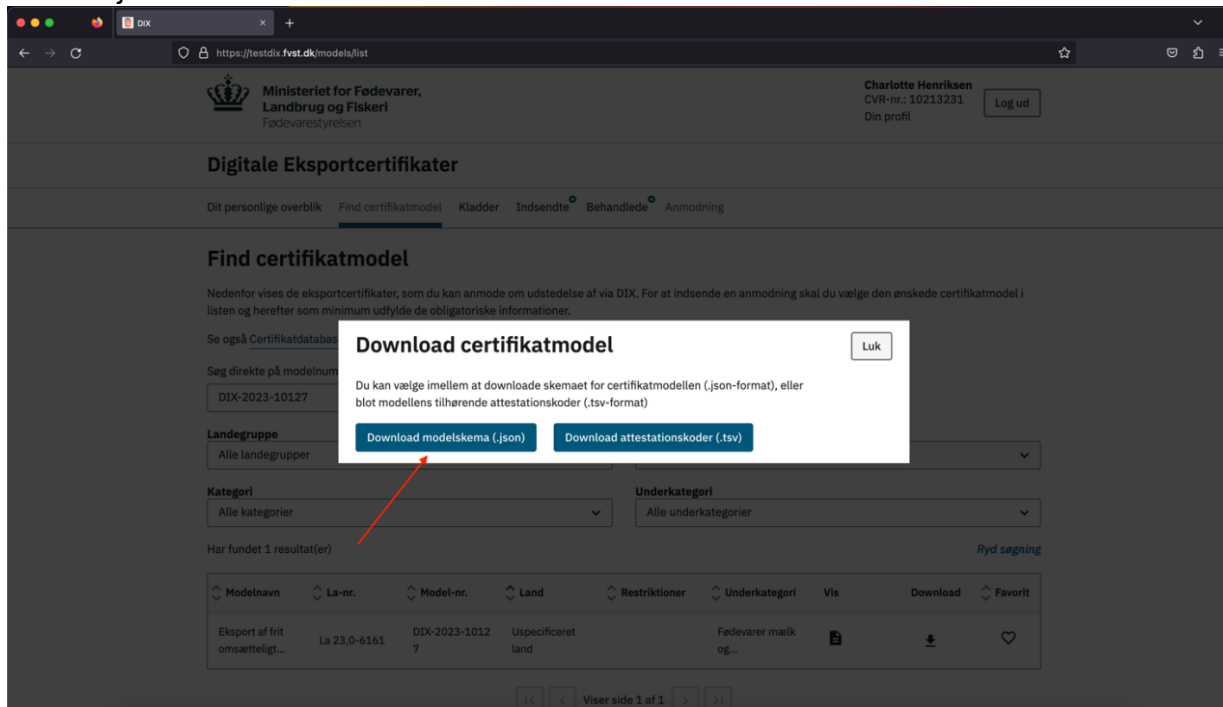 DIX
https://testdix.fvst.dk/models/list
Ministeriet for Fødevarer,
Landbrug og Fiskeri
Fødevarestyrelsen
Charlotte Henriksen
CVR-nr.: 10213231
Din profil
Log ud
Digitale Eksportcertifikater
Dit personlige overblik Find certifikatmodel Kladder Indsendte Behandlede Anmodning
Find certifikatmodel
Nedenfor vises de eksportcertifikater, som du kan anmode om udstedelse af via DIX. For at indsende en anmodning skal du vælge den ønskede certifikatmodel i
listen og herefter som minimum udfylde de obligatoriske informationer.
Se også Certifikatdatabas
Søg direkte på modelnum
DIX-2023-10127
Download certifikatmodel
Luk
Du kan vælge imellem at downloade skemaet for certifikatmodellen (.json-format), eller
blot modellens tilhørende attestationskoder (.tsv-format)
Download modelskema (.json) Download attestationskoder (.tsv)
Landegruppe
Alle landegrupper
Kategori Underkategori
Alle kategorier Alle underkategorier
Har fundet 1 resultat(er) Ryd søgning
Modelnavn La-nr. Model-nr. Land Restriktioner Underkategori Vis Download Favorit
Eksport af frit
omsætteligt...
La 23,0-6161
DIX-2023-1012
7
Uspecificeret
land
Fødevarer mælk
og...
Viser side 1 af 1